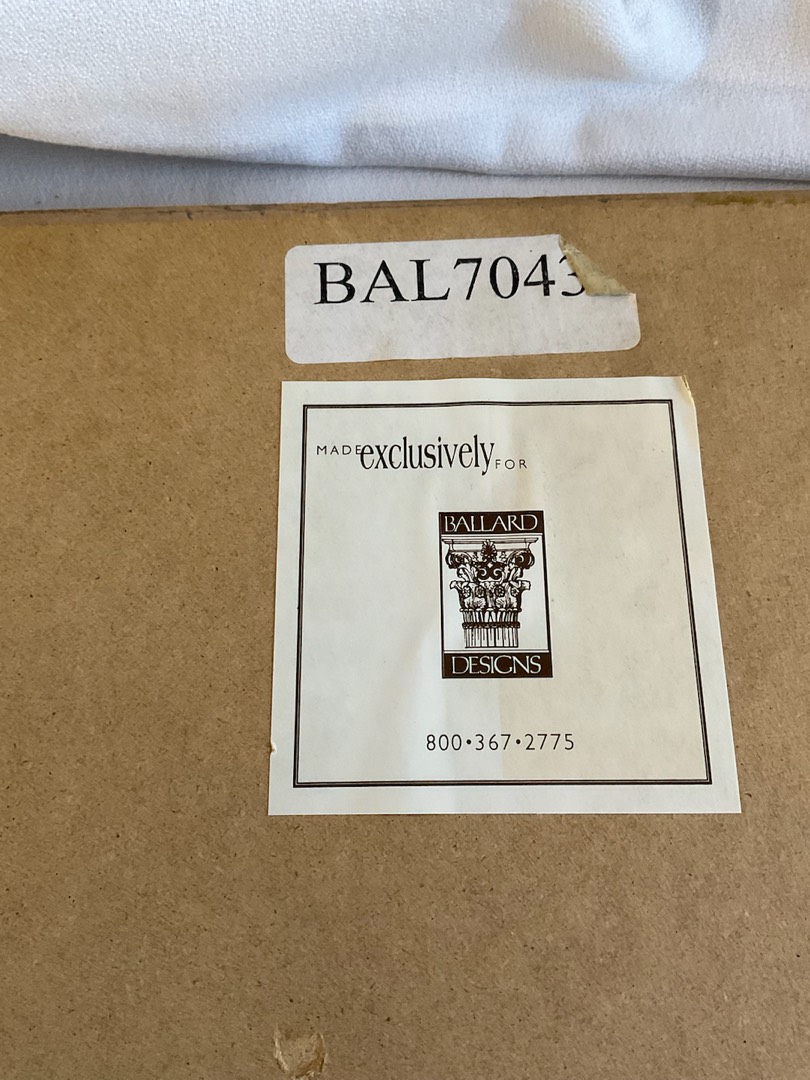 BAL7043
MADE exclusively FOR
BALLARD
DESIGNS
800•367•2775